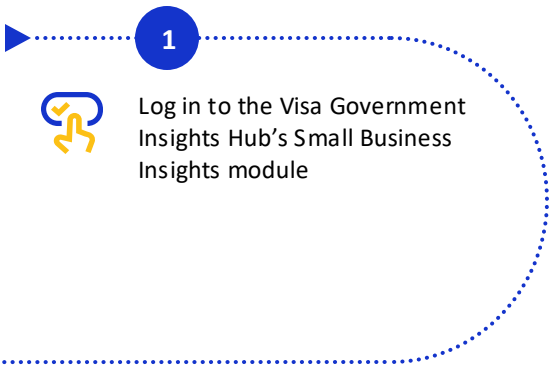 1
Log in to the Visa Government
Insights Hub’s Small Business
Insights module